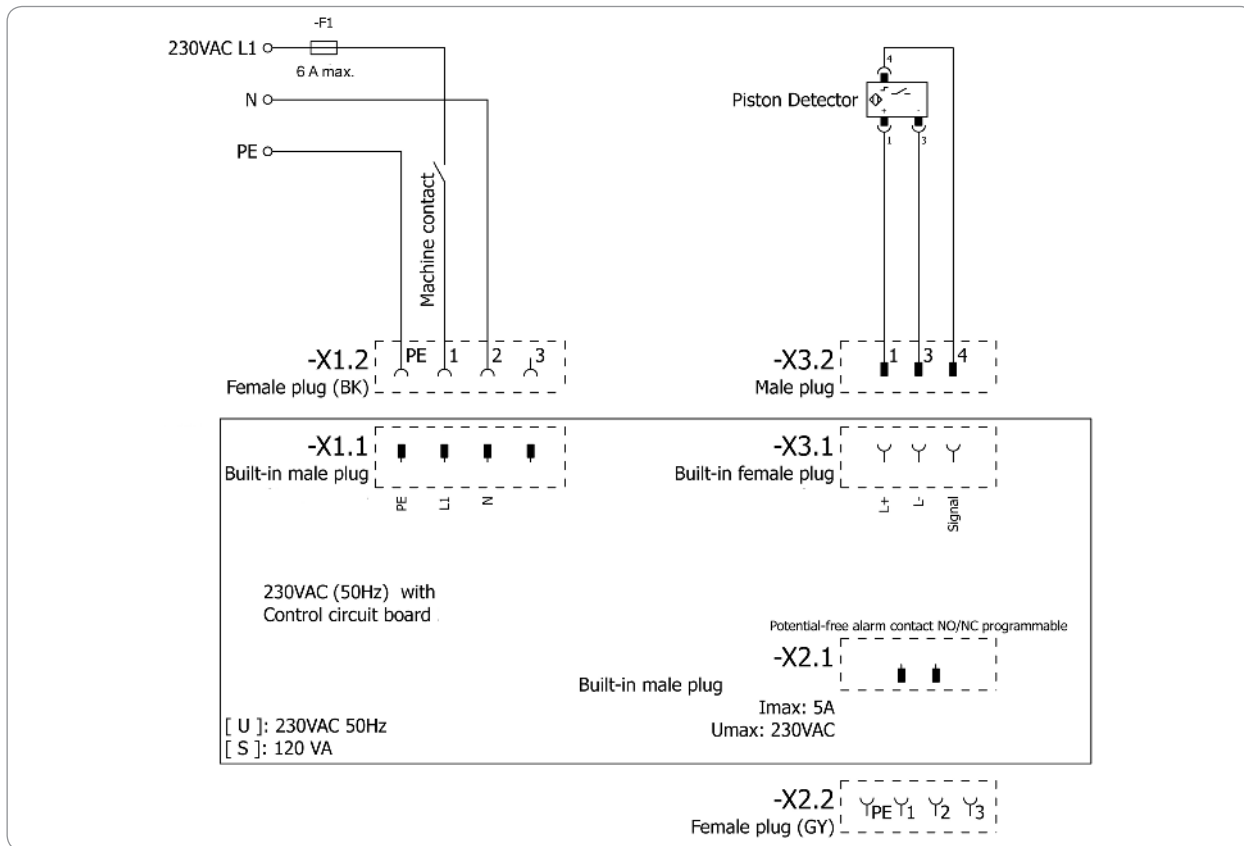 -F1
230VAC L1
6 A max.
N
PE
Machine contact
4
Piston Detector
+ -
1 3
-X1.2 PE 1 2 3
Female plug (BK)
-X3.2 1 3 4
Male plug
-X1.1
Built-in male plug
PE L1 N
-X3.1
Built-in female plug
L+ L- Signal
230VAC (50Hz) with
Control circuit board
Potential-free alarm contact NO/NC programmable
-X2.1
Built-in male plug
Imax: 5A
Umax: 230VAC
[ U ]: 230VAC 50Hz
[ S ]: 120 VA
-X2.2 PE 1 2 3
Female plug (GY)